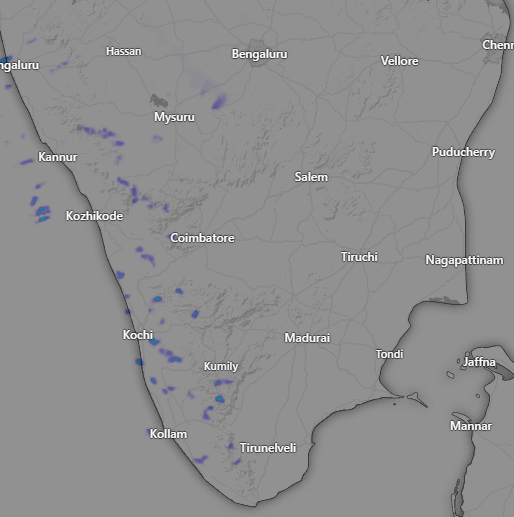 Hassan
Bengaluru
Chenn
Vellore
ngaluru
Mysuru
Kannur
Puducherry
Salem
Kozhikode
Coimbatore
Tiruchi
Nagapattinam
Kochi
Madurai
Tondi
Kumily
Jaffna
Mannar
Kollam
Tirunelveli